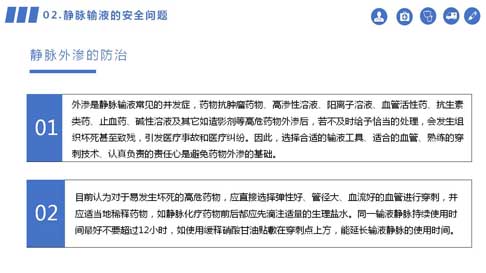 02.静脉输液的安全问题
静脉外渗的防治
01
外渗是静脉输液常见的并发症，药物抗肿瘤药物、高渗性溶液、阳离子溶液、血管活性药、抗生素
类药、止血药、碱性溶液及其它如造影剂等高危药物外渗后，若不及时给予恰当的处理，会发生组
织坏死甚至致残，引发医疗事故和医疗纠纷。因此，选择合适的输液工具、适合的血管、熟练的穿
刺技术、认真负责的责任心是避免药物外渗的基础。
02
目前认为对于易发生坏死的高危药物，应直接选择弹性好、管径大、血流好的血管进行穿刺，并
应适当地稀释药物，如静脉化疗药物前后都应先滴注适量的生理盐水。同一输液静脉持续使用时
间最好不要超过12小时，如使用缓释硝酸甘油贴敷在穿刺点上方，能延长输液静脉的使用时间。